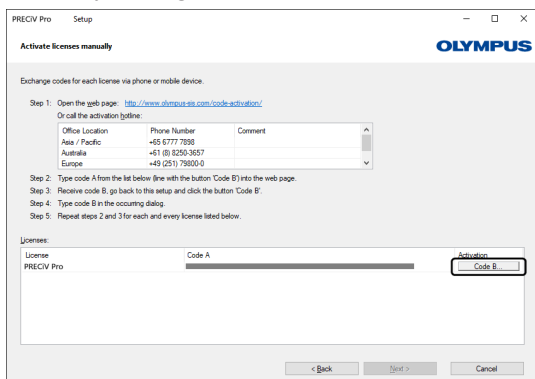 PRECiV Pro Setup
Activate licenses manually
OLYMPUS
Exchange codes for each license via phone or mobile device.
Step 1: Open the web page: http://www.olympus-sis.com/code-activation/
Or call the activation hotline:
Office Location Phone Number Comment
Asia / Pacific +65 6777 7898
Australia +61 (8) 8250-3657
Europe +49 (251) 79800-0
Step 2: Type code A from the list below (line with the button 'Code B') into the web page.
Step 3: Receive code B, go back to this setup and click the button 'Code B'.
Step 4: Type code B in the occurring dialog.
Step 5: Repeat steps 2 and 3 for each and every license listed below.
Licenses:
License Code A Activation
PRECiV Pro Code B...
< Back Next > Cancel